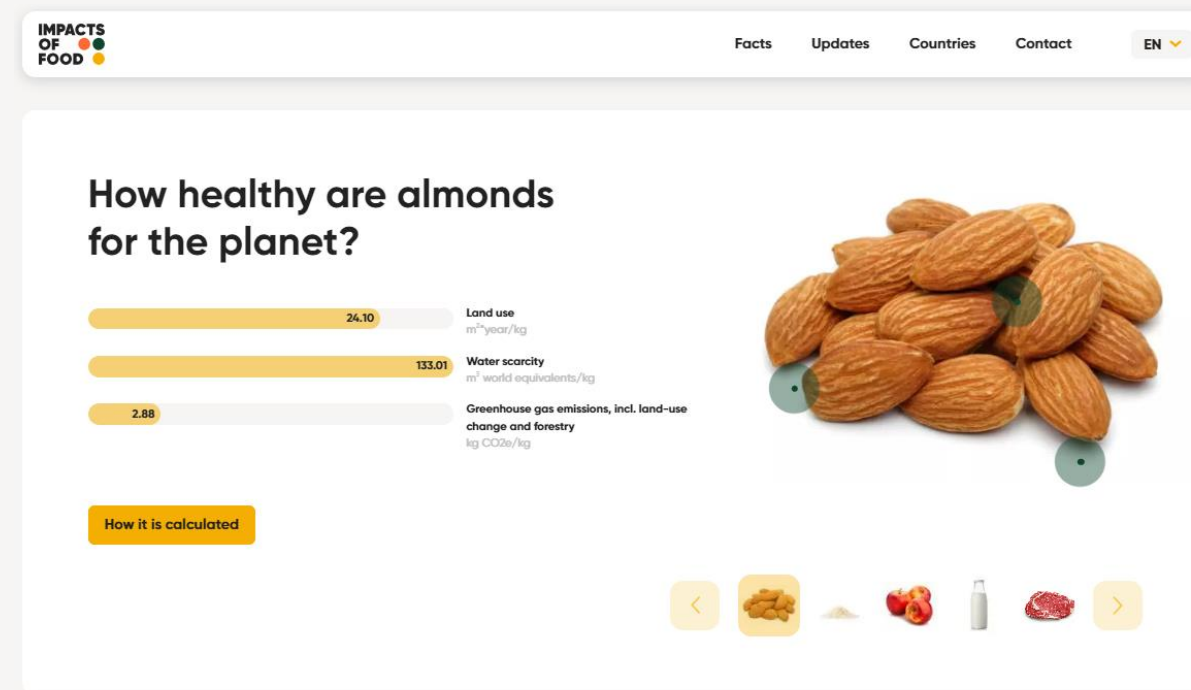 IMPACTS
OF
FOOD
Facts Updates Countries Contact EN
How healthy are almonds
for the planet?
24.10 Land use
m²*year/kg
133.01 Water scarcity
m³ world equivalents/kg
2.88 Greenhouse gas emissions, incl. land-use
change and forestry
kg CO2e/kg
How it is calculated